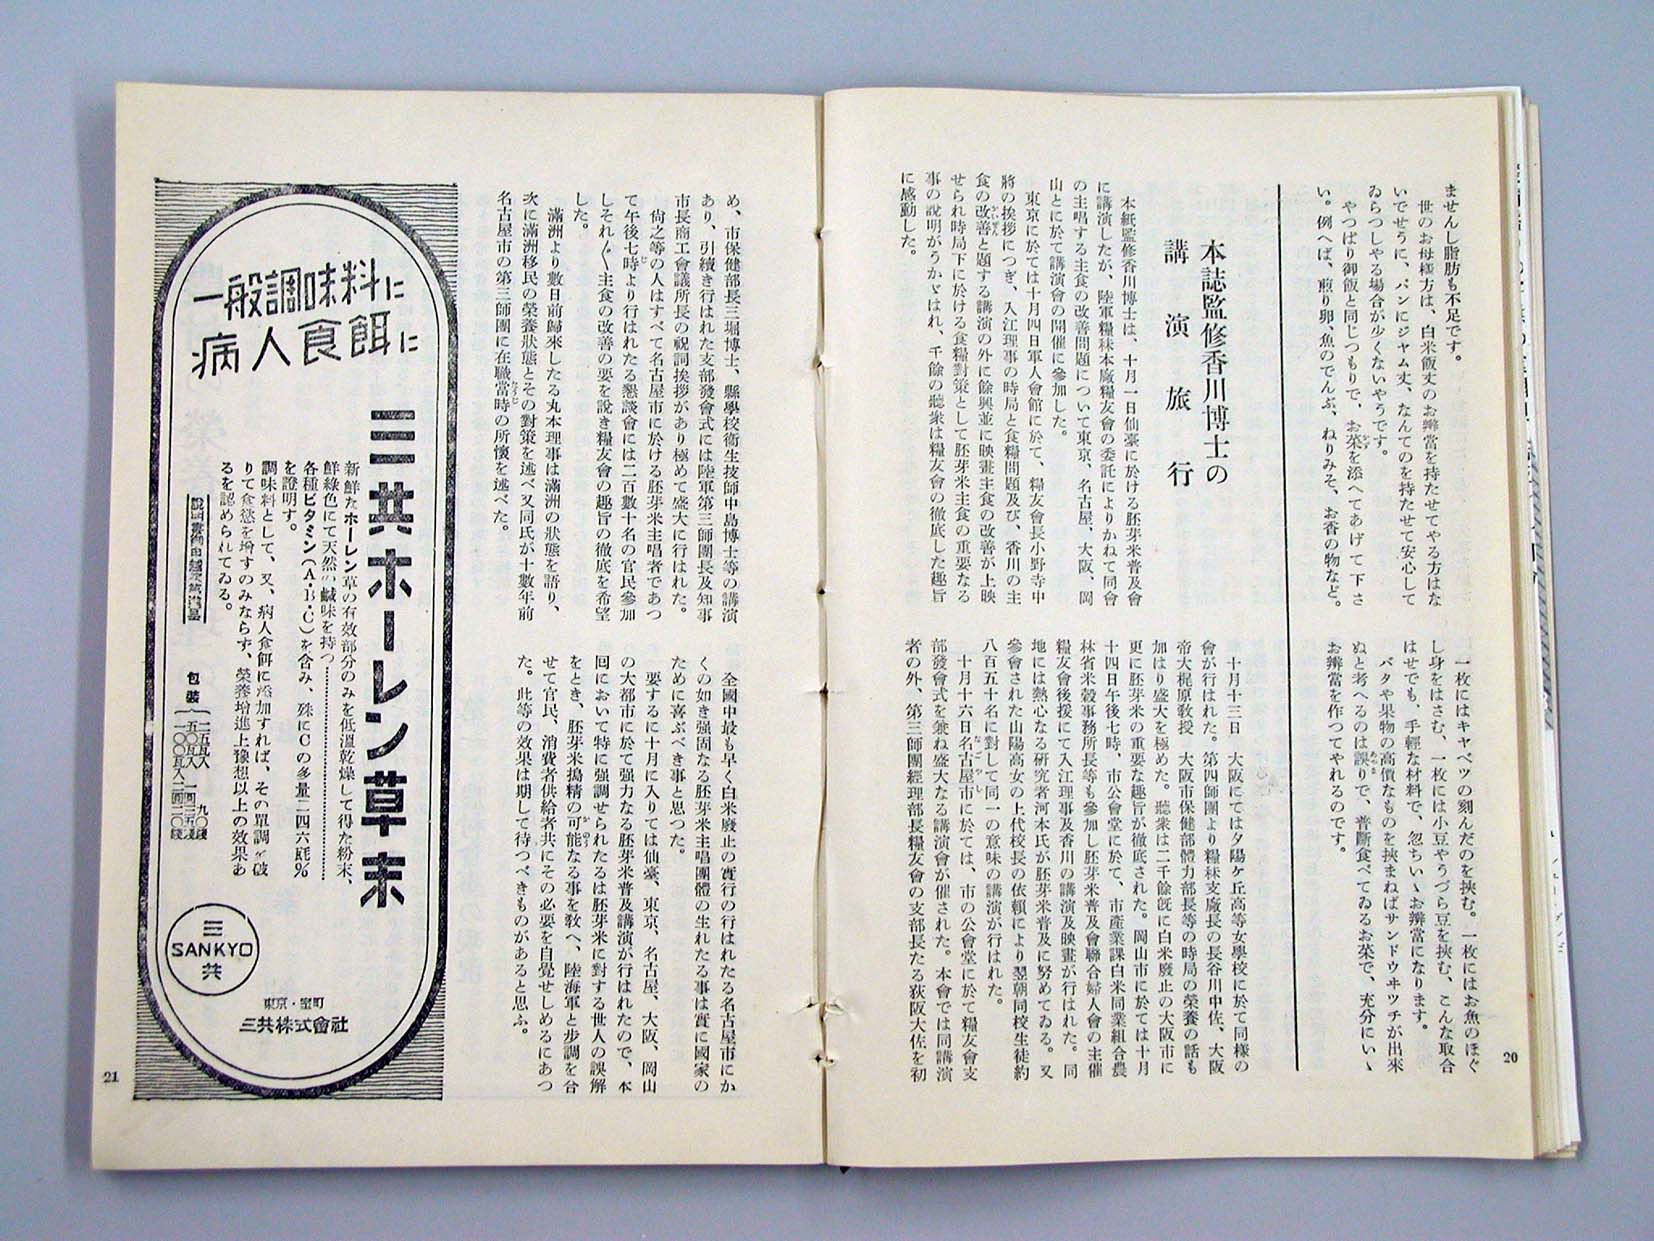 ませんし脂肪も不足です。
世のお母樣方は、白米飯丈のお辨當を持たせてやる方はな
いでせうに、パンにジャム丈、なんてのを持たせて安心して
ゐらつしやる場合が少くないやうです。
やつぱり御飯と同じつもりで、お菜を添へてあげて下さ
い。例へば、煎り卵、魚のでんぶ、ねりみそ、お香の物など。
一枚にはキャベツの刻んだのを挾む。一枚にはお魚のほぐ
し身をはさむ、一枚には小豆やうづら豆を挾む、こんな取合
はせでも、手輕な材料で、忽ちいゝお辨當になります。
バタや果物の高價なものを挾まねばサンドウヰッチが出來
ぬと考へるのは誤りで、普斷食べてゐるお菜で、充分にいゝ
お辨當を作つてやれるのです。
本誌監修香川博士の
講演旅行
本紙監修香川博士は、十月一日仙臺に於ける胚芽米普及會
に講演したが、陸軍糧秣本廠糧友會の委託によりかねて同會
の主唱する主食の改善問題について東京、名古屋、大阪、岡
山とにに於て講演會の開催に參加した。
東京に於ては十月四日軍人會館に於て、糧友會長小野寺中
將の挨拶につぎ、入江理事の時局と食糧問題及び、香川の主
食の改善と題する講演の外に餘興並に映畫主食の改善が上映
せられ時局下に於ける食糧對策として胚芽米主食の重要なる
事の說明がうかゞはれ、千餘の聽衆は糧友會の徹底した趣旨
に感動した。
十月十三日　大阪にては夕陽ケ丘高等女學校に於て同樣の
會が行はれた。第四師團より糧秣支廠長の長谷川中佐、大阪
帝大梶原敎授　大阪市保健部體力部長等の時局の榮養の話も
加はり盛大を極めた。聽衆は二千餘旣に白米廢止の大阪市に
更に胚芽米の重要な趣旨が徹底された。岡山市に於ては十月
十四日午後七時、市公會堂に於て、市產業課白米同業組合農
林省米穀事務所長等も參加し胚芽米普及會聯合婦人會の主催
糧友會後援にて入江理事及香川の講演及映畫が行はれた。同
地には熱心なる研究者河本氏が胚芽米普及に努めてゐる。又
參會された山陽高女の上代校長の依賴により翌朝同校生徒約
八百五十名に對して同一の意味の講演が行はれた。
十月十六日名古屋市に於ては、市の公會堂に於て糧友會支
部發會式を兼ね盛大なる講演會が催された。本會では同講演
者の外、第三師團經理部長糧友會の支部長たる荻阪大佐を初
20
め、市保健部長三堀博士、縣學校衞生技師中島博士等の講演
あり、引續き行はれた支部發會式には陸軍第三師團長及知事
市長商工會議所長の祝詞挨拶があり極めて盛大に行はれた。
尙之等の人はすべて名古屋市に於ける胚芽米主唱者であつ
て午後七時より行はれたる懇談會には二百數十名の官民參加
しそれ〲主食の改善の要を說き糧友會の趣旨の徹底を希望
した。
滿洲より數日前歸來したる丸本理事は滿洲の狀態を語り、
次に滿洲移民の榮養狀態とその對策を述べ又同氏が十數年前
名古屋市の第三師團に在職當時の所懷を述べた。
全國中最も早く白米廢止の實行の行はれたる名古屋市にか
くの如き强固なる胚芽米主唱團體の生れたる事は實に國家の
ために喜ぶべき事と思つた。
要するに十月に入りては仙臺、東京、名古屋、大阪、岡山
の大都市に於て强力なる胚芽米普及講演が行はれたので、本
囘において特に强調せられたるは胚芽米に對する世人の誤解
をとき、胚芽米搗精の可能なる事を敎へ、陸海軍と步調を合
せて官民、消費者供給者共にその必要を自覺せしめるにあつ
た。此等の效果は期して待つべきものがあると思ふ。
一般調味料に
病人食餌に
三共ホーレン草末
新鮮なホーレン草の有效部分のみを低溫乾燥して得た粉末、
鮮綠色にて天然の鹹味を持つ
各種ビタミン(A・B・C)を含み、殊にCの多量二四六瓱%
を證明す。
調味料として、又、病人食餌に添加すれば、その單調を破
りて食慾を增すのみならず、榮養增進上豫想以上の效果あ
るを認められてゐる。
包裝
二五瓦入 九〇錢
五〇瓦入 一圓三五錢
一〇〇瓦入 二圓二〇錢
三
SANKYO
共
東京・室町
三共株式會社
21